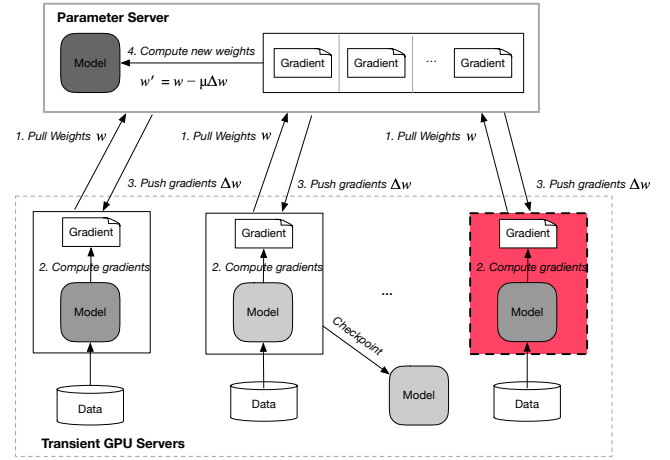 Parameter Server
Model
4. Compute new weights
w′ = w − μΔw
Gradient
Gradient
...
Gradient
1. Pull Weights w
1. Pull Weights w
1. Pull Weights w
3. Push gradients Δw
3. Push gradients Δw
3. Push gradients Δw
Gradient
Gradient
Gradient
2. Compute gradients
2. Compute gradients
2. Compute gradients
...
Model
Model
Model
Checkpoint
Model
Data
Data
Data
Transient GPU Servers